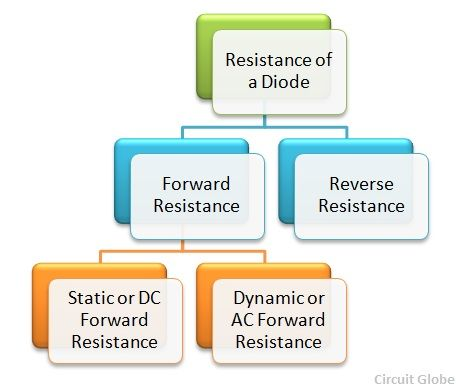 Resistance of
a Diode
Forward
Resistance
Reverse
Resistance
Static or DC
Forward
Resistance
Dynamic or
AC Forward
Resistance
Circuit Globe